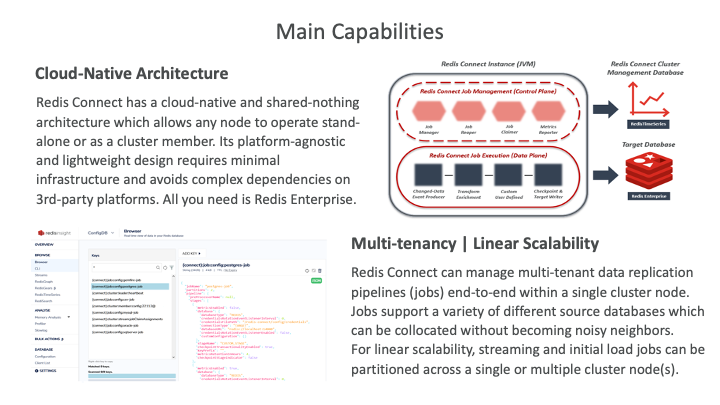 Main Capabilities
Cloud-Native Architecture
Redis Connect has a cloud-native and shared-nothing
architecture which allows any node to operate stand-
alone or as a cluster member. Its platform-agnostic
and lightweight design requires minimal
infrastructure and avoids complex dependencies on
3rd-party platforms. All you need is Redis Enterprise.
Redis Connect Instance (JVM)
Redis Connect Job Management (Control Plane)
Job Manager
Job Reaper
Job Claimer
Metrics Reporter
Redis Connect Job Execution (Data Plane)
Changed-Data Event Producer
Transform Enrichment
Custom User Defined
Checkpoint & Target Writer
Redis Connect Cluster
Management Database
Redis TimeSeries
Target Database
Redis Enterprise
redisinsight
ConfigDB
Browser
OVERVIEW
BROWSE
Browser
CLI
Streams
RedisGraph
RedisTimeSeries
RediSearch
ANALYSE
Memory Analysis
Profiler
Slowlog
BULK ACTIONS
DATABASE
Configuration
Client List
SETTINGS
Keys
ADD KEY
Multi-tenancy | Linear Scalability
Redis Connect can manage multi-tenant data replication
pipelines (jobs) end-to-end within a single cluster node.
Jobs support a variety of different source databases which
can be collocated without becoming noisy neighbors.
For linear scalability, streaming and initial load jobs can be
partitioned across a single or multiple cluster node(s).